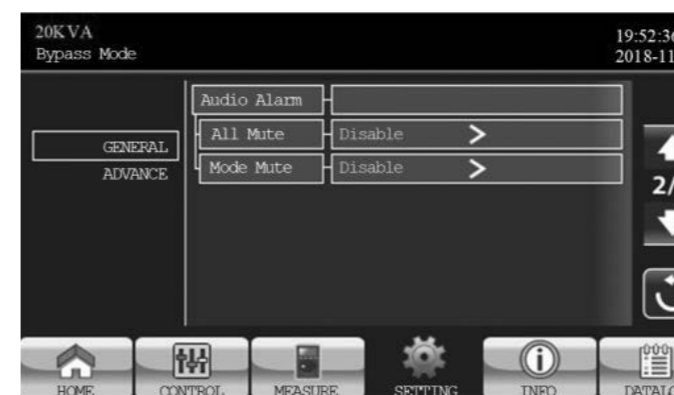 20KVA
Bypass Mode
19:52:36
2018-11
Audio Alarm
GENERAL
All Mute Disable >
ADVANCE
Mode Mute Disable >
2/
HOME CONTROL MEASURE SETTING INFO DATALO